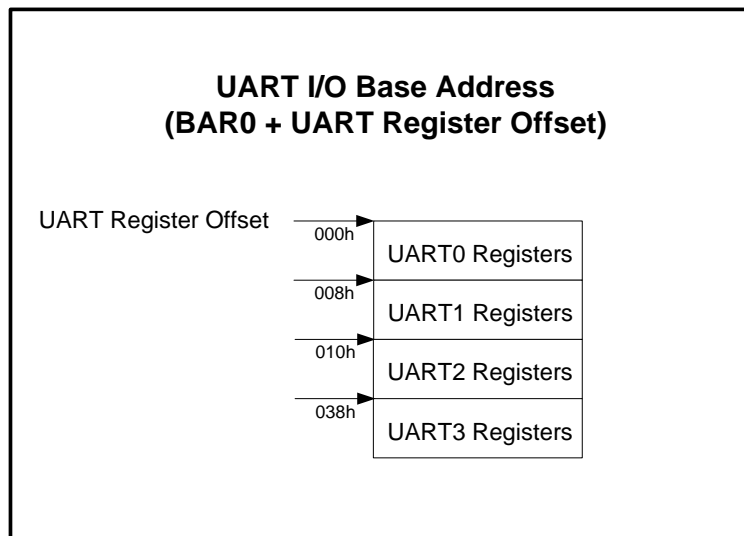 UART I/O Base Address
(BAR0 + UART Register Offset)
UART Register Offset
000h
UART0 Registers
008h
UART1 Registers
010h
UART2 Registers
038h
UART3 Registers